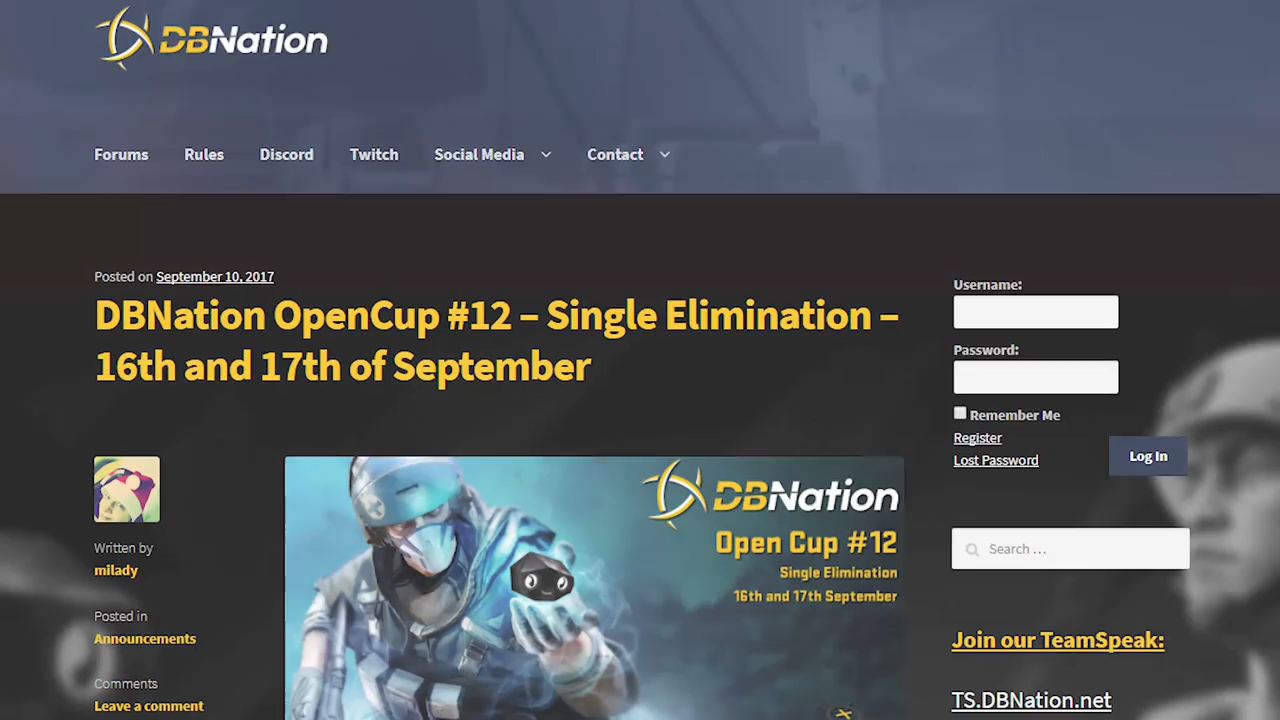 DBNation
Forums Rules Discord Twitch Social Media Contact
Posted on September 10, 2017
DBNation OpenCup #12 – Single Elimination –
16th and 17th of September
Written by
milady
Posted in
Announcements
Comments
Leave a comment
DBNation
Open Cup #12
Single Elimination
16th and 17th September
Username:
Password:
Remember Me
Register
Lost Password
Log In
Search ...
Join our TeamSpeak:
TS.DBNation.net